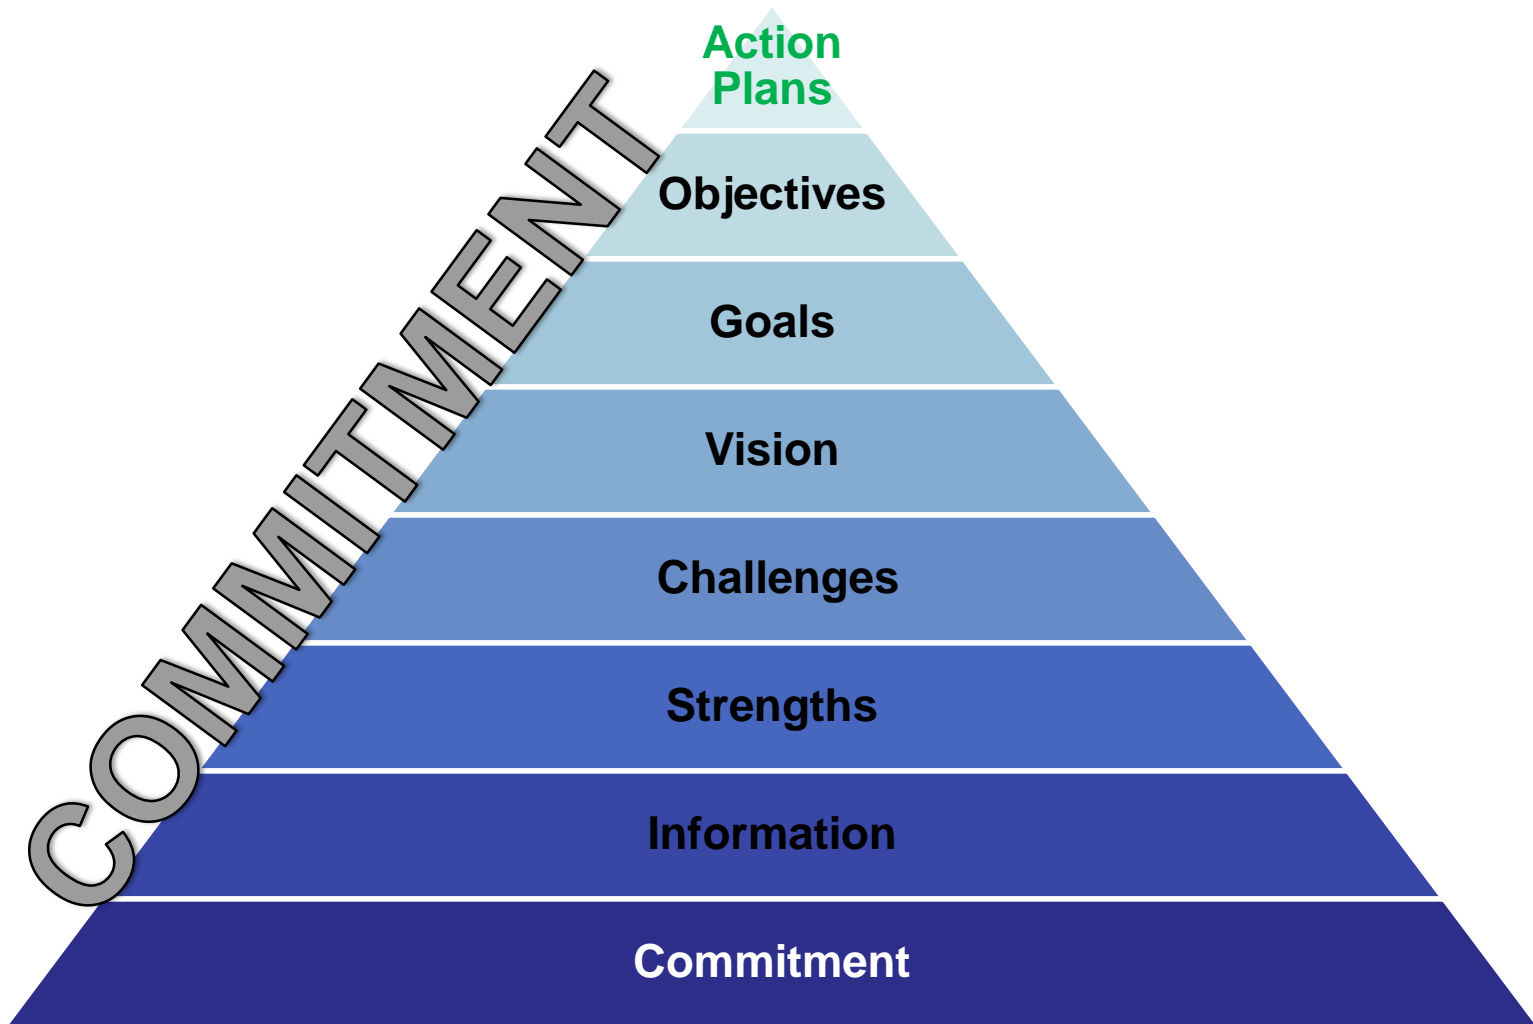 Action
Plans
COMMITMENT
Objectives
Goals
Vision
Challenges
Strengths
Information
Commitment